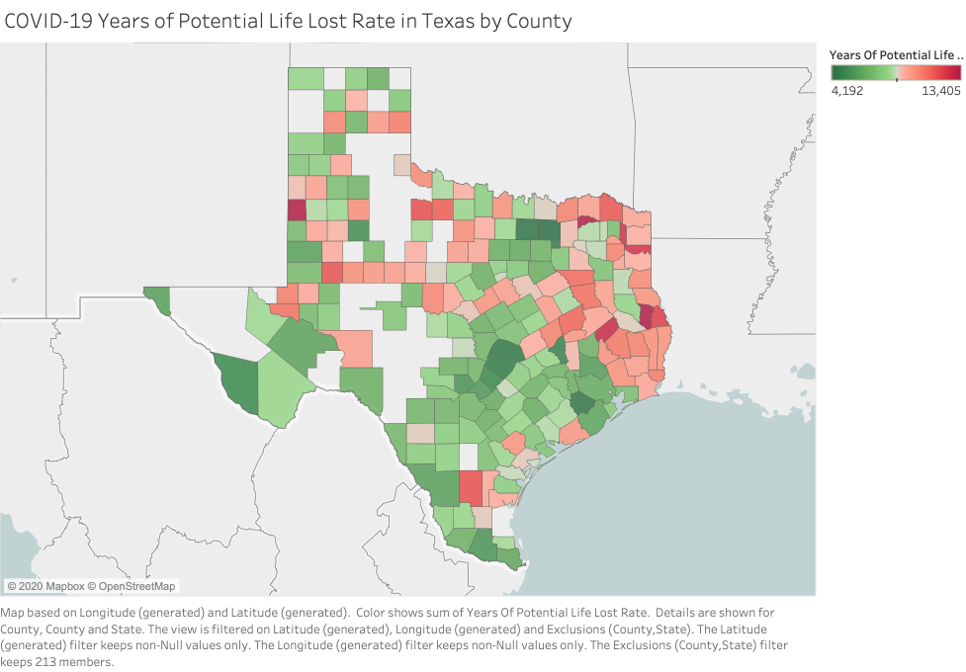 COVID-19 Years of Potential Life Lost Rate in Texas by County
Years Of Potential Life ..
4,192 13,405
© 2020 Mapbox © OpenStreetMap
Map based on Longitude (generated) and Latitude (generated). Color shows sum of Years Of Potential Life Lost Rate. Details are shown for
County, County and State. The view is filtered on Latitude (generated), Longitude (generated) and Exclusions (County,State). The Latitude
(generated) filter keeps non-Null values only. The Longitude (generated) filter keeps non-Null values only. The Exclusions (County,State) filter
keeps 213 members.